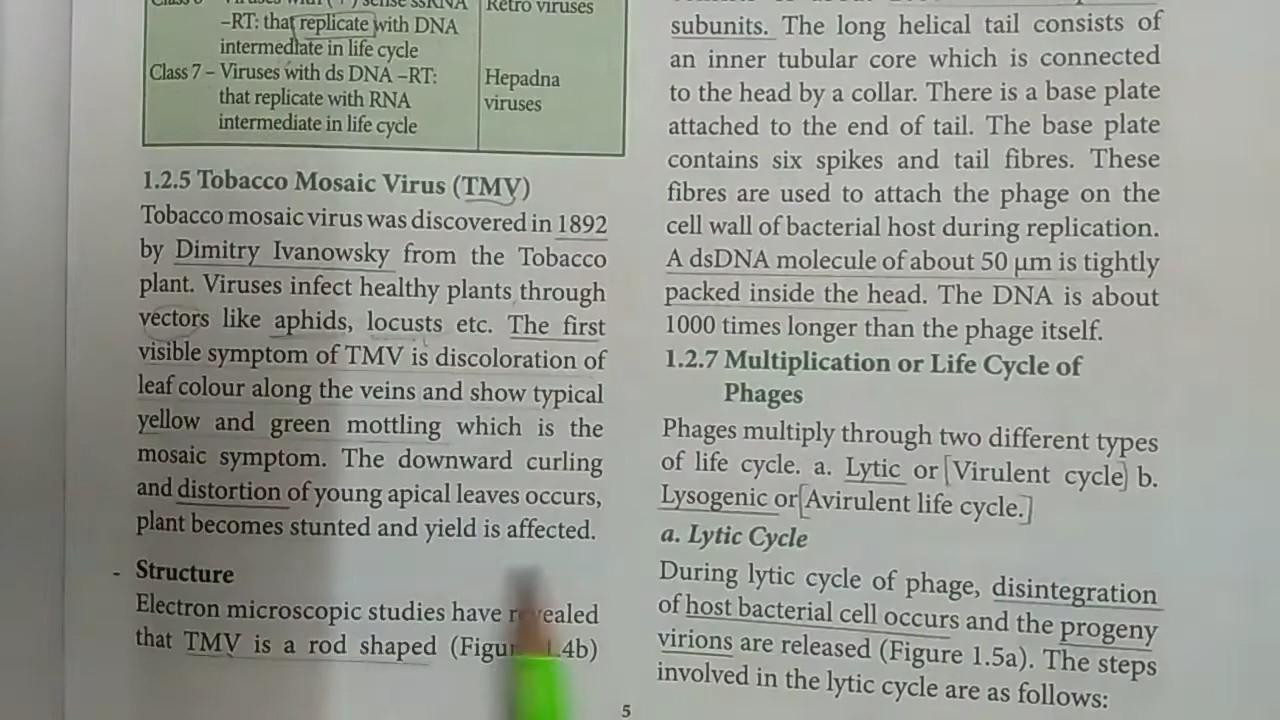 Class 6 – Viruses with (+) sense ssRNA
–RT: that replicate with DNA
intermediate in life cycle
Retro viruses
Class 7 – Viruses with ds DNA –RT:
that replicate with RNA
intermediate in life cycle
Hepadna
viruses
1.2.5 Tobacco Mosaic Virus (TMV)
Tobacco mosaic virus was discovered in 1892
by Dimitry Ivanowsky from the Tobacco
plant. Viruses infect healthy plants through
vectors like aphids, locusts etc. The first
visible symptom of TMV is discoloration of
leaf colour along the veins and show typical
yellow and green mottling which is the
mosaic symptom. The downward curling
and distortion of young apical leaves occurs,
plant becomes stunted and yield is affected.
- Structure
Electron microscopic studies have revealed
that TMV is a rod shaped (Figu .4b)
subunits. The long helical tail consists of
an inner tubular core which is connected
to the head by a collar. There is a base plate
attached to the end of tail. The base plate
contains six spikes and tail fibres. These
fibres are used to attach the phage on the
cell wall of bacterial host during replication.
A dsDNA molecule of about 50 μm is tightly
packed inside the head. The DNA is about
1000 times longer than the phage itself.
1.2.7 Multiplication or Life Cycle of
Phages
Phages multiply through two different types
of life cycle. a. Lytic or [Virulent cycle] b.
Lysogenic or [Avirulent life cycle.]
a. Lytic Cycle
During lytic cycle of phage, disintegration
of host bacterial cell occurs and the progeny
virions are released (Figure 1.5a). The steps
involved in the lytic cycle are as follows:
5